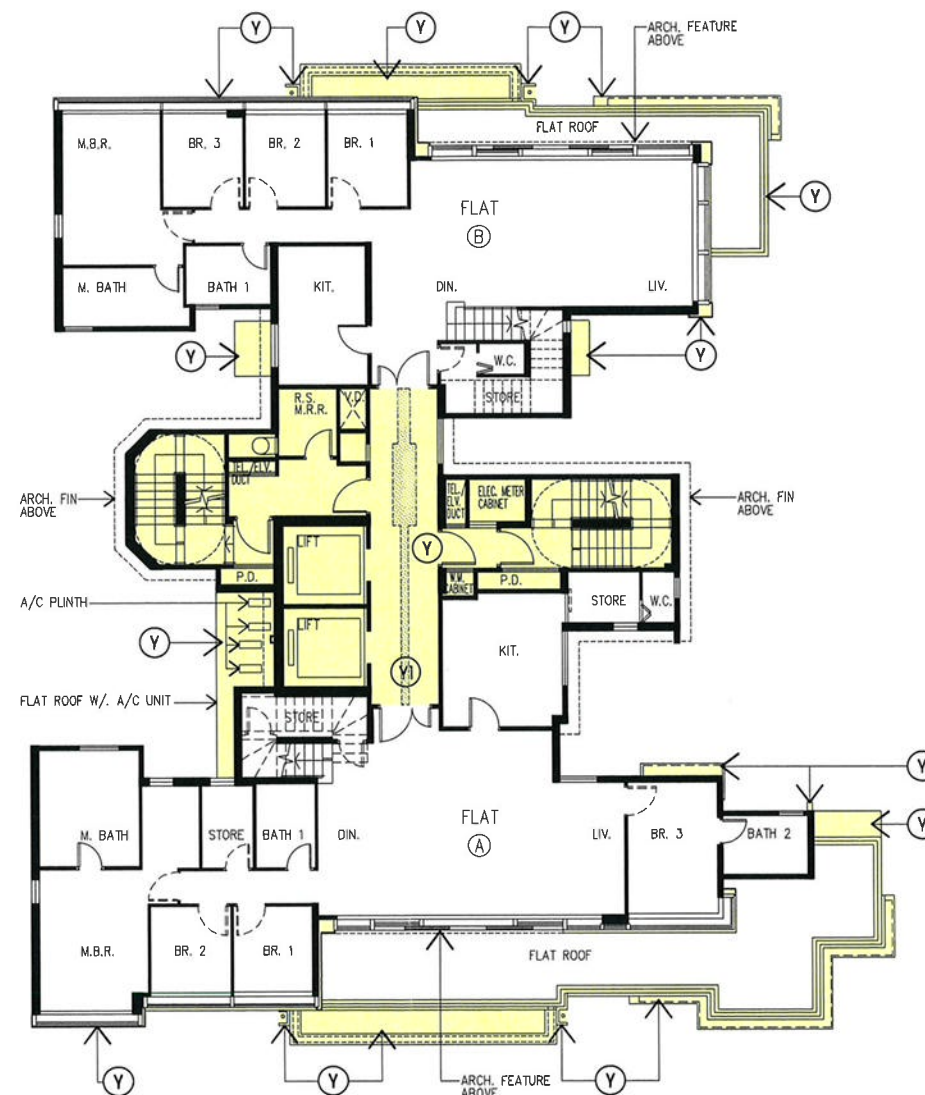 Y
Y
Y
ARCH. FEATURE
ABOVE
FLAT ROOF
M.B.R.
BR. 3
BR. 2
BR. 1
Y
FLAT
B
M. BATH
BATH 1
KIT.
DIN.
LIV.
Y
W.C.
Y
R.S.
M.R.R.
V.D.
STORE
TEL./ELV.
DUCT
TEL./
ELV.
DUCT
ELEC. METER
CABINET
ARCH. FIN
ABOVE
ARCH. FIN
ABOVE
LIFT
Y
P.D.
W.M.
CABINET
P.D.
A/C PLINTH
STORE
W.C.
LIFT
Y
KIT.
Y1
FLAT ROOF W/. A/C UNIT
STORE
Y
M. BATH
STORE
BATH 1
DIN.
FLAT
A
LIV.
BR. 3
BATH 2
Y
M.B.R.
BR. 2
BR. 1
FLAT ROOF
Y
Y
Y
ARCH. FEATURE
ABOVE